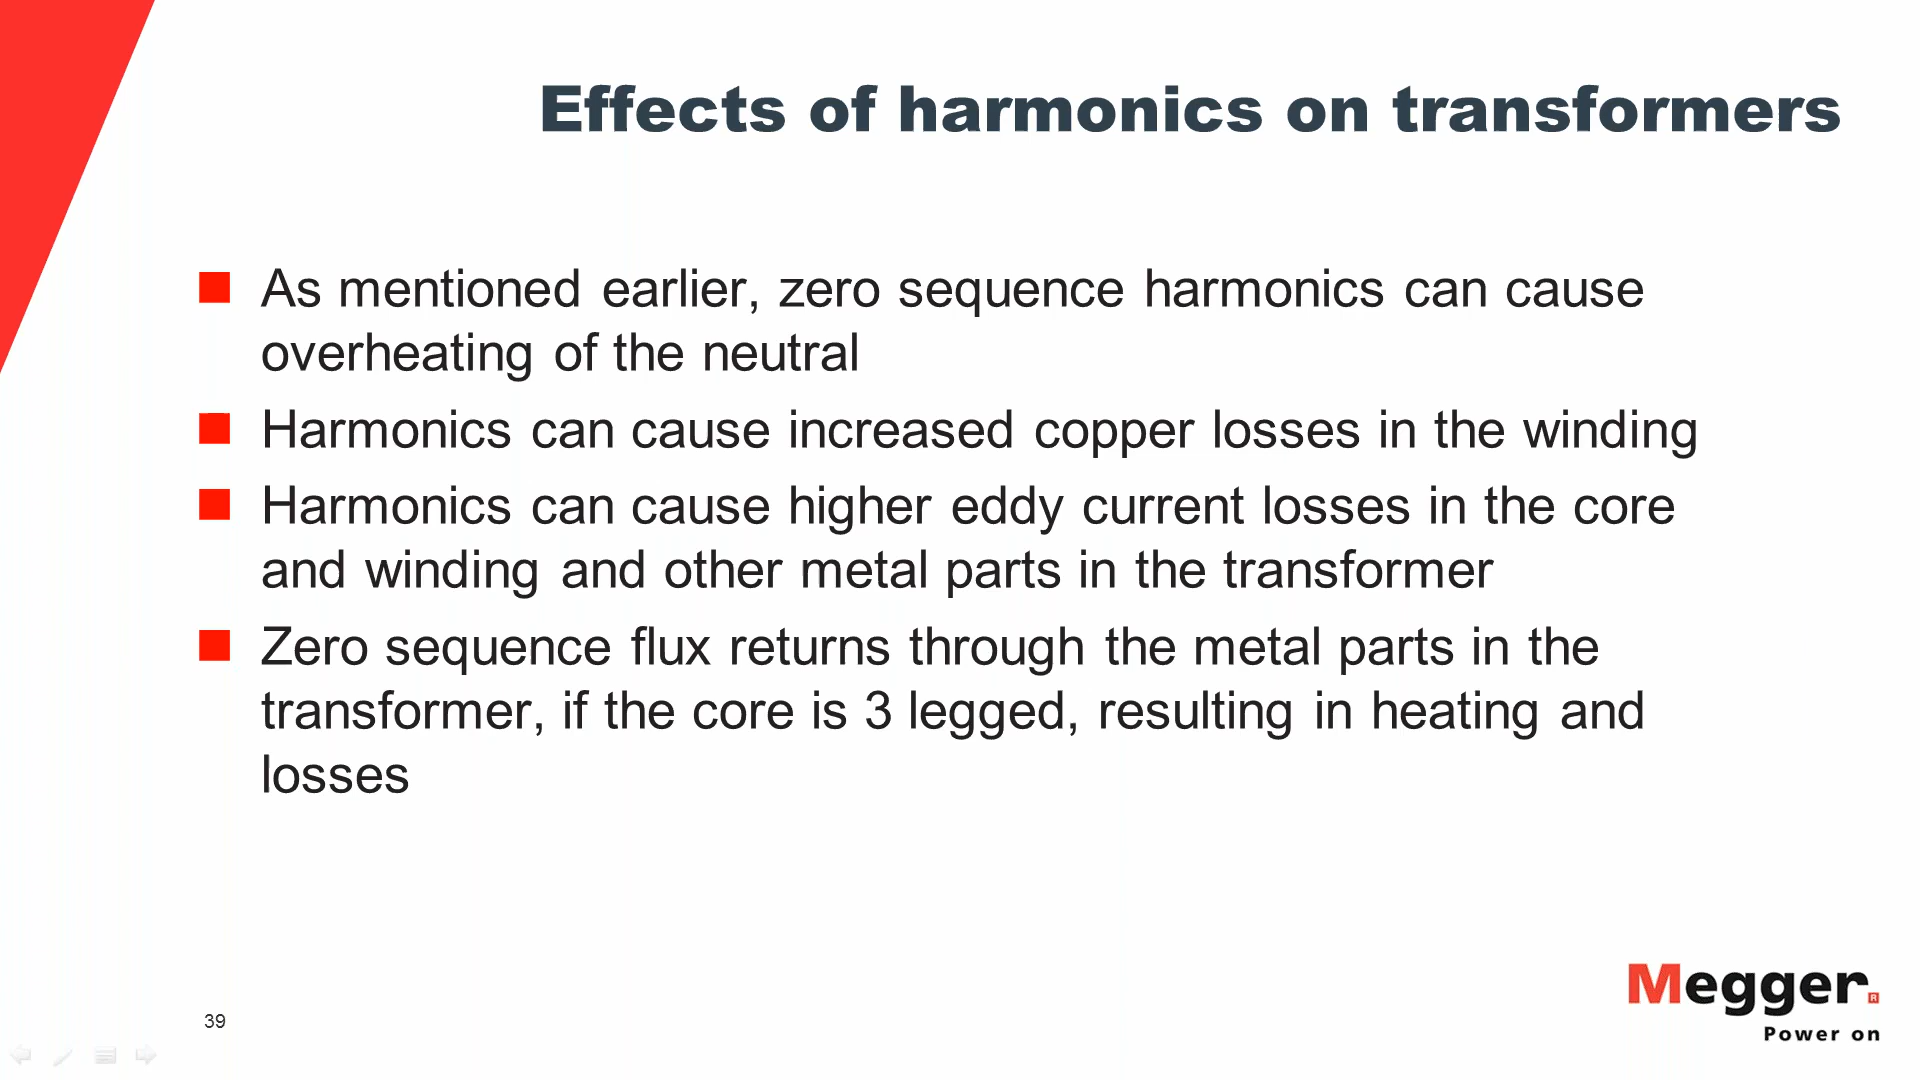 Effects of harmonics on transformers
As mentioned earlier, zero sequence harmonics can cause
overheating of the neutral
Harmonics can cause increased copper losses in the winding
Harmonics can cause higher eddy current losses in the core
and winding and other metal parts in the transformer
Zero sequence flux returns through the metal parts in the
transformer, if the core is 3 legged, resulting in heating and
losses
Megger®
Power on
39